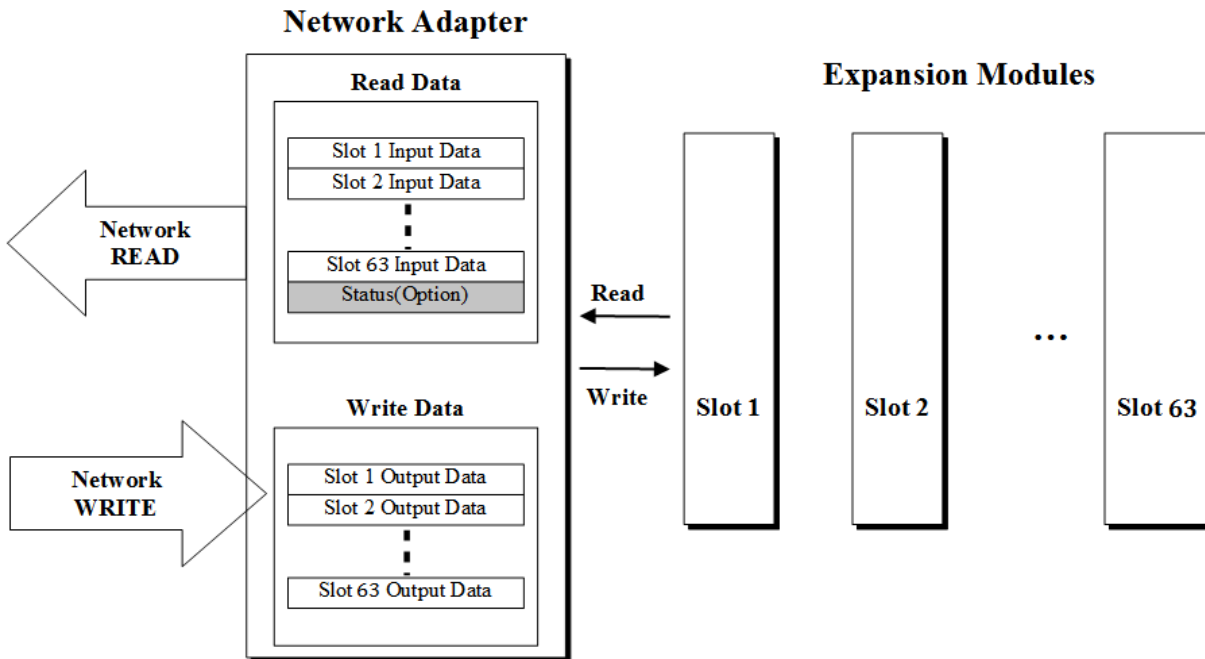 Network Adapter
Read Data
Slot 1 Input Data
Slot 2 Input Data
Slot 63 Input Data
Status(Option)
Network
READ
Write Data
Slot 1 Output Data
Slot 2 Output Data
Slot 63 Output Data
Network
WRITE
Read
Write
Expansion Modules
Slot 1
Slot 2
...
Slot 63